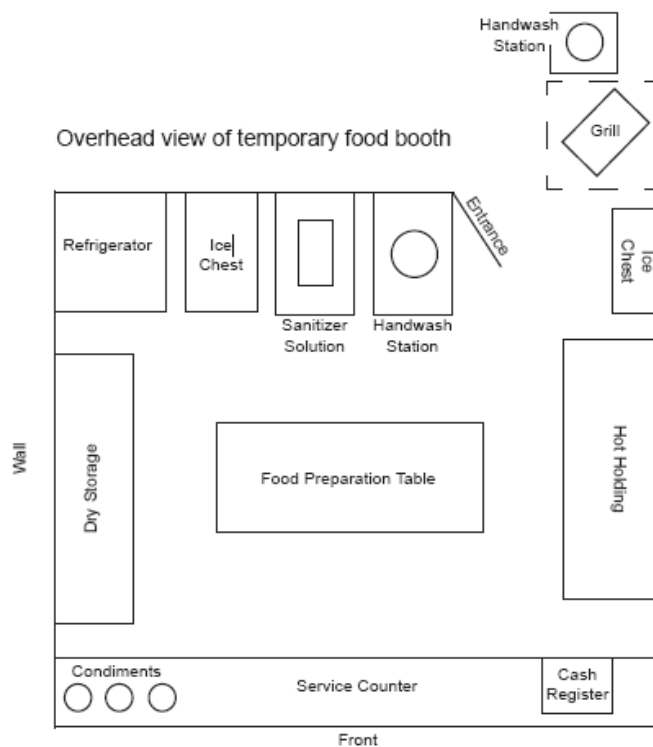 Handwash
Station
Grill
Overhead view of temporary food booth
Entrance
Refrigerator
Ice
Chest
Ice
Chest
Sanitizer
Solution
Handwash
Station
Wall
Dry Storage
Food Preparation Table
Hot Holding
Condiments
Service Counter
Cash
Register
Front